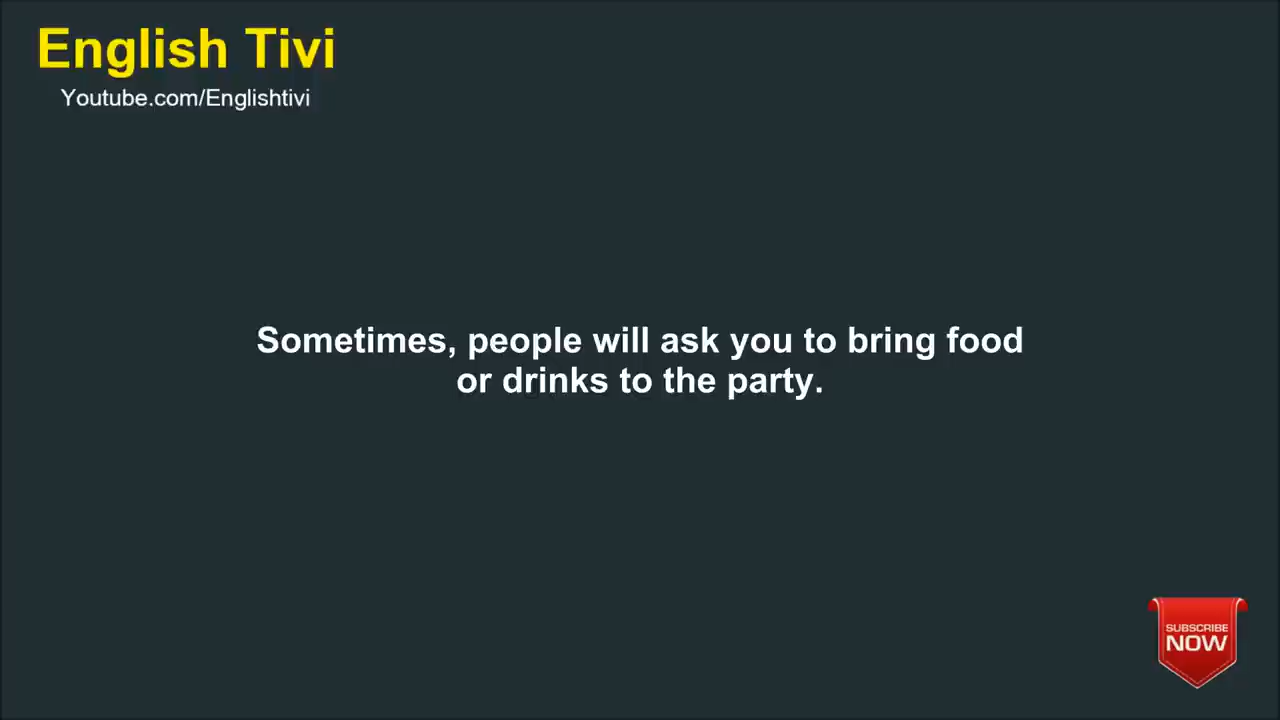 English Tivi
Youtube.com/Englishtivi
Sometimes, people will ask you to bring food
or drinks to the party.
SUBSCRIBE
NOW